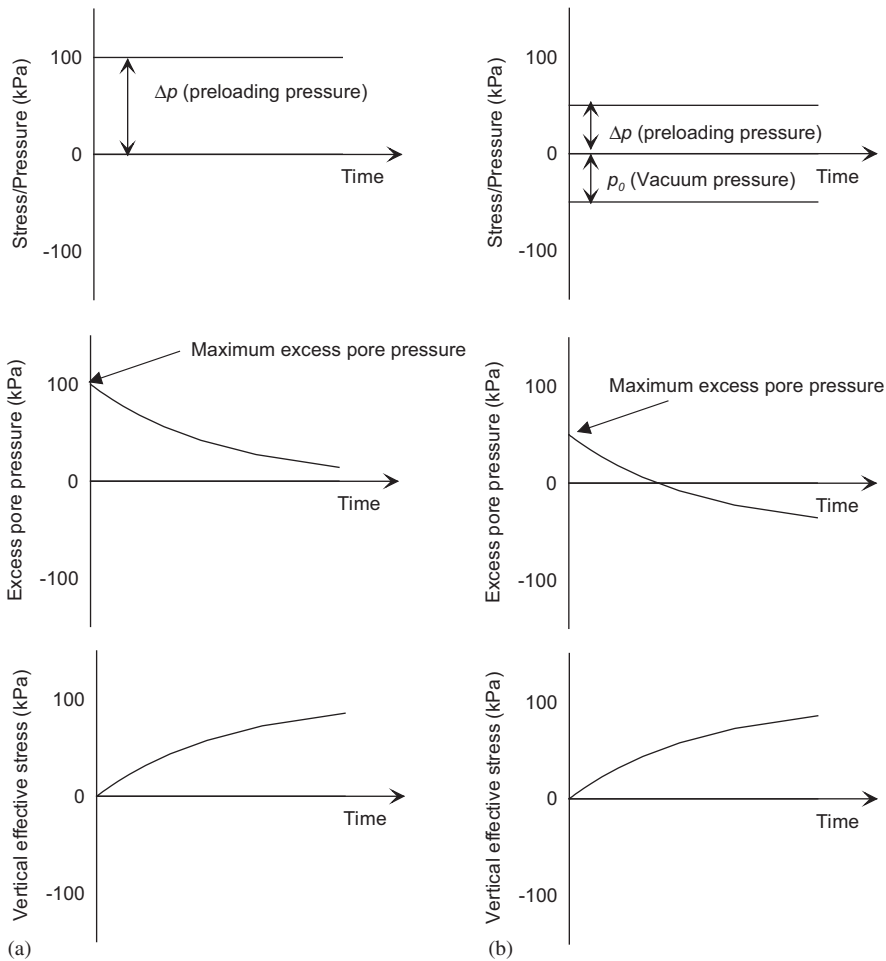 Stress/Pressure (kPa)
100
0
-100
Δp (preloading pressure)
Time
Stress/Pressure (kPa)
100
0
-100
Δp (preloading pressure)
p0 (Vacuum pressure)
Time
Excess pore pressure (kPa)
100
0
-100
Maximum excess pore pressure
Time
Excess pore pressure (kPa)
100
0
-100
Maximum excess pore pressure
Time
Vertical effective stress (kPa)
100
0
-100
Time
(a)
Vertical effective stress (kPa)
100
0
-100
Time
(b)